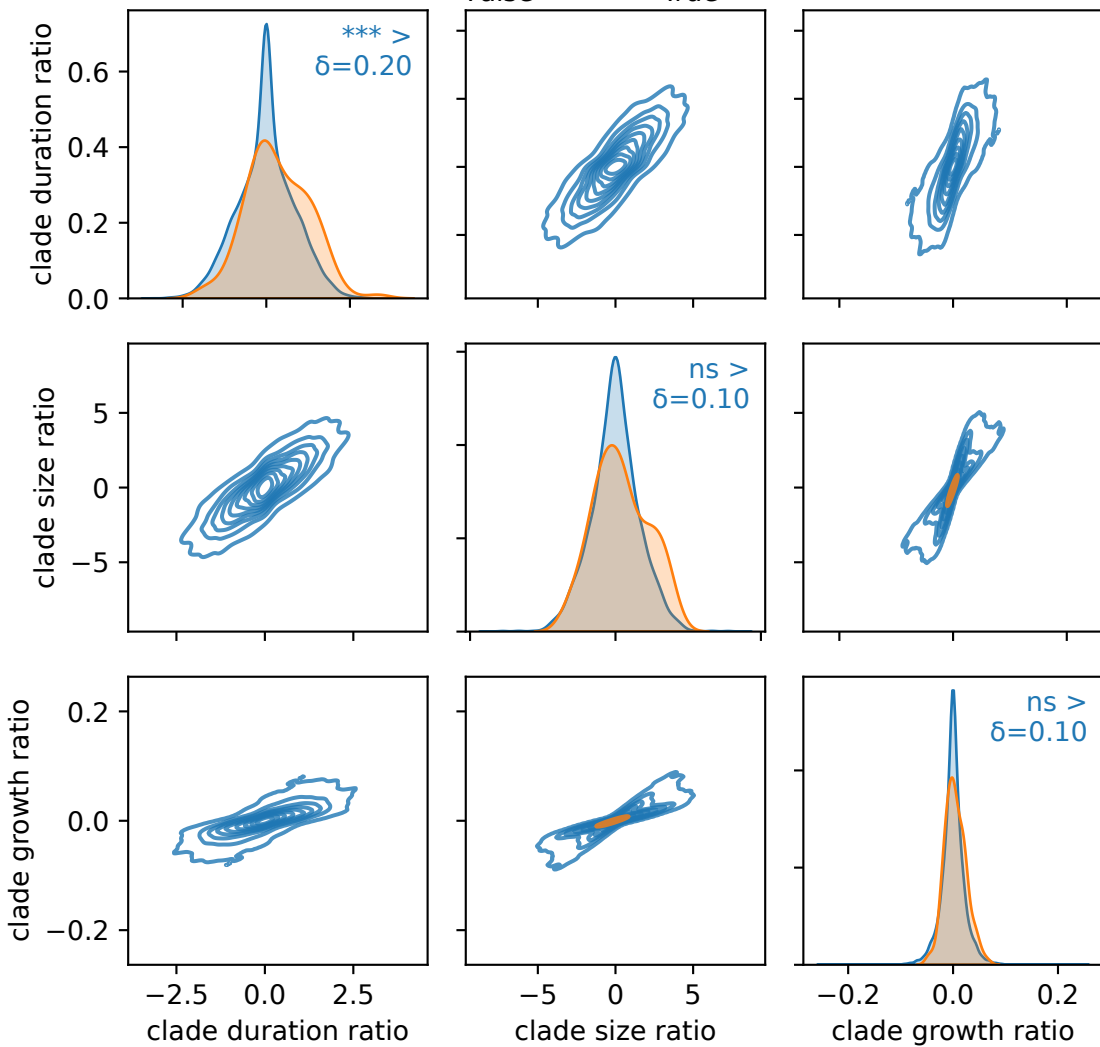 *** >
δ=0.20
clade duration ratio
0.6
0.4
0.2
0.0
ns >
δ=0.10
clade size ratio
5
0
−5
ns >
δ=0.10
clade growth ratio
0.2
0.0
−0.2
−2.5 0.0 2.5 −5 0 5 −0.2 0.0 0.2
clade duration ratio clade size ratio clade growth ratio